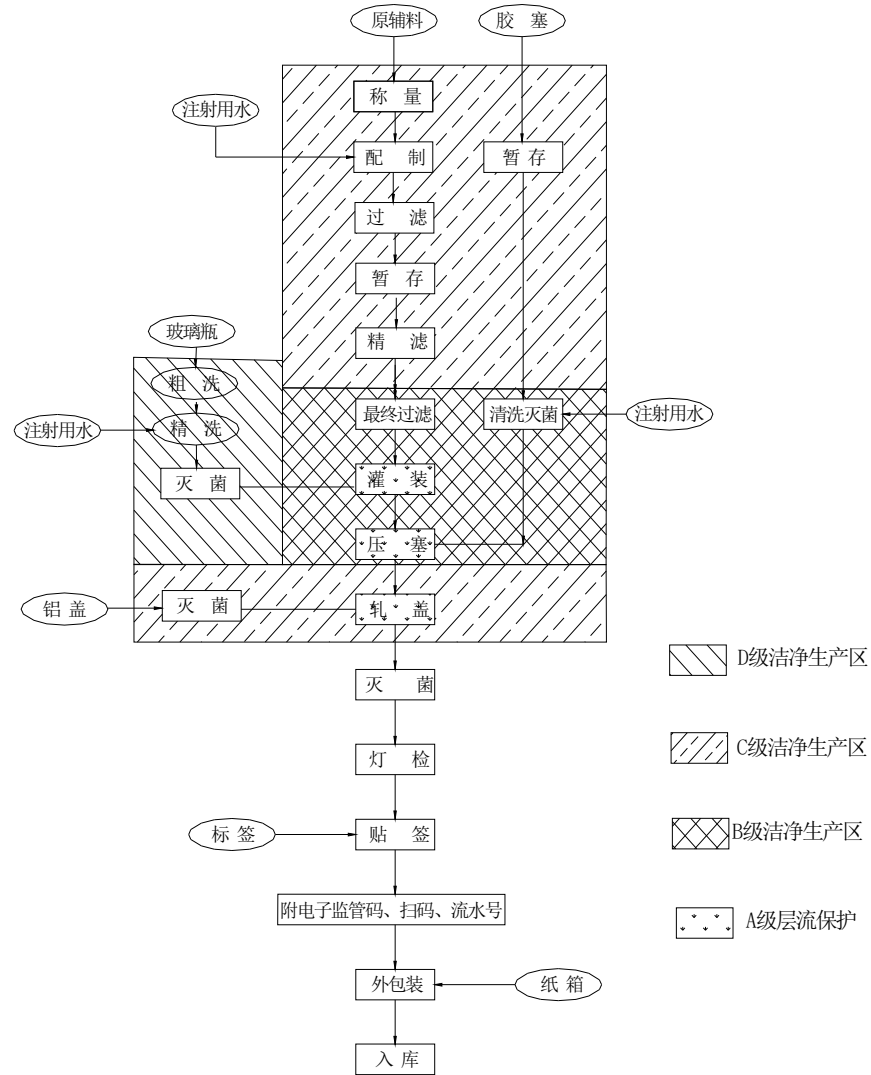 原辅料
胶 塞
称 量
注射用水
配 制
暂 存
过 滤
暂 存
精 滤
玻璃瓶
粗 洗
最终过滤
清洗灭菌
注射用水
注射用水
精 洗
灭 菌
灌 装
压 塞
铝 盖
灭 菌
轧 盖
灭 菌
D级洁净生产区
灯 检
C级洁净生产区
标 签
贴 签
B级洁净生产区
附电子监管码、扫码、流水号
A级层流保护
外包装
纸 箱
入 库